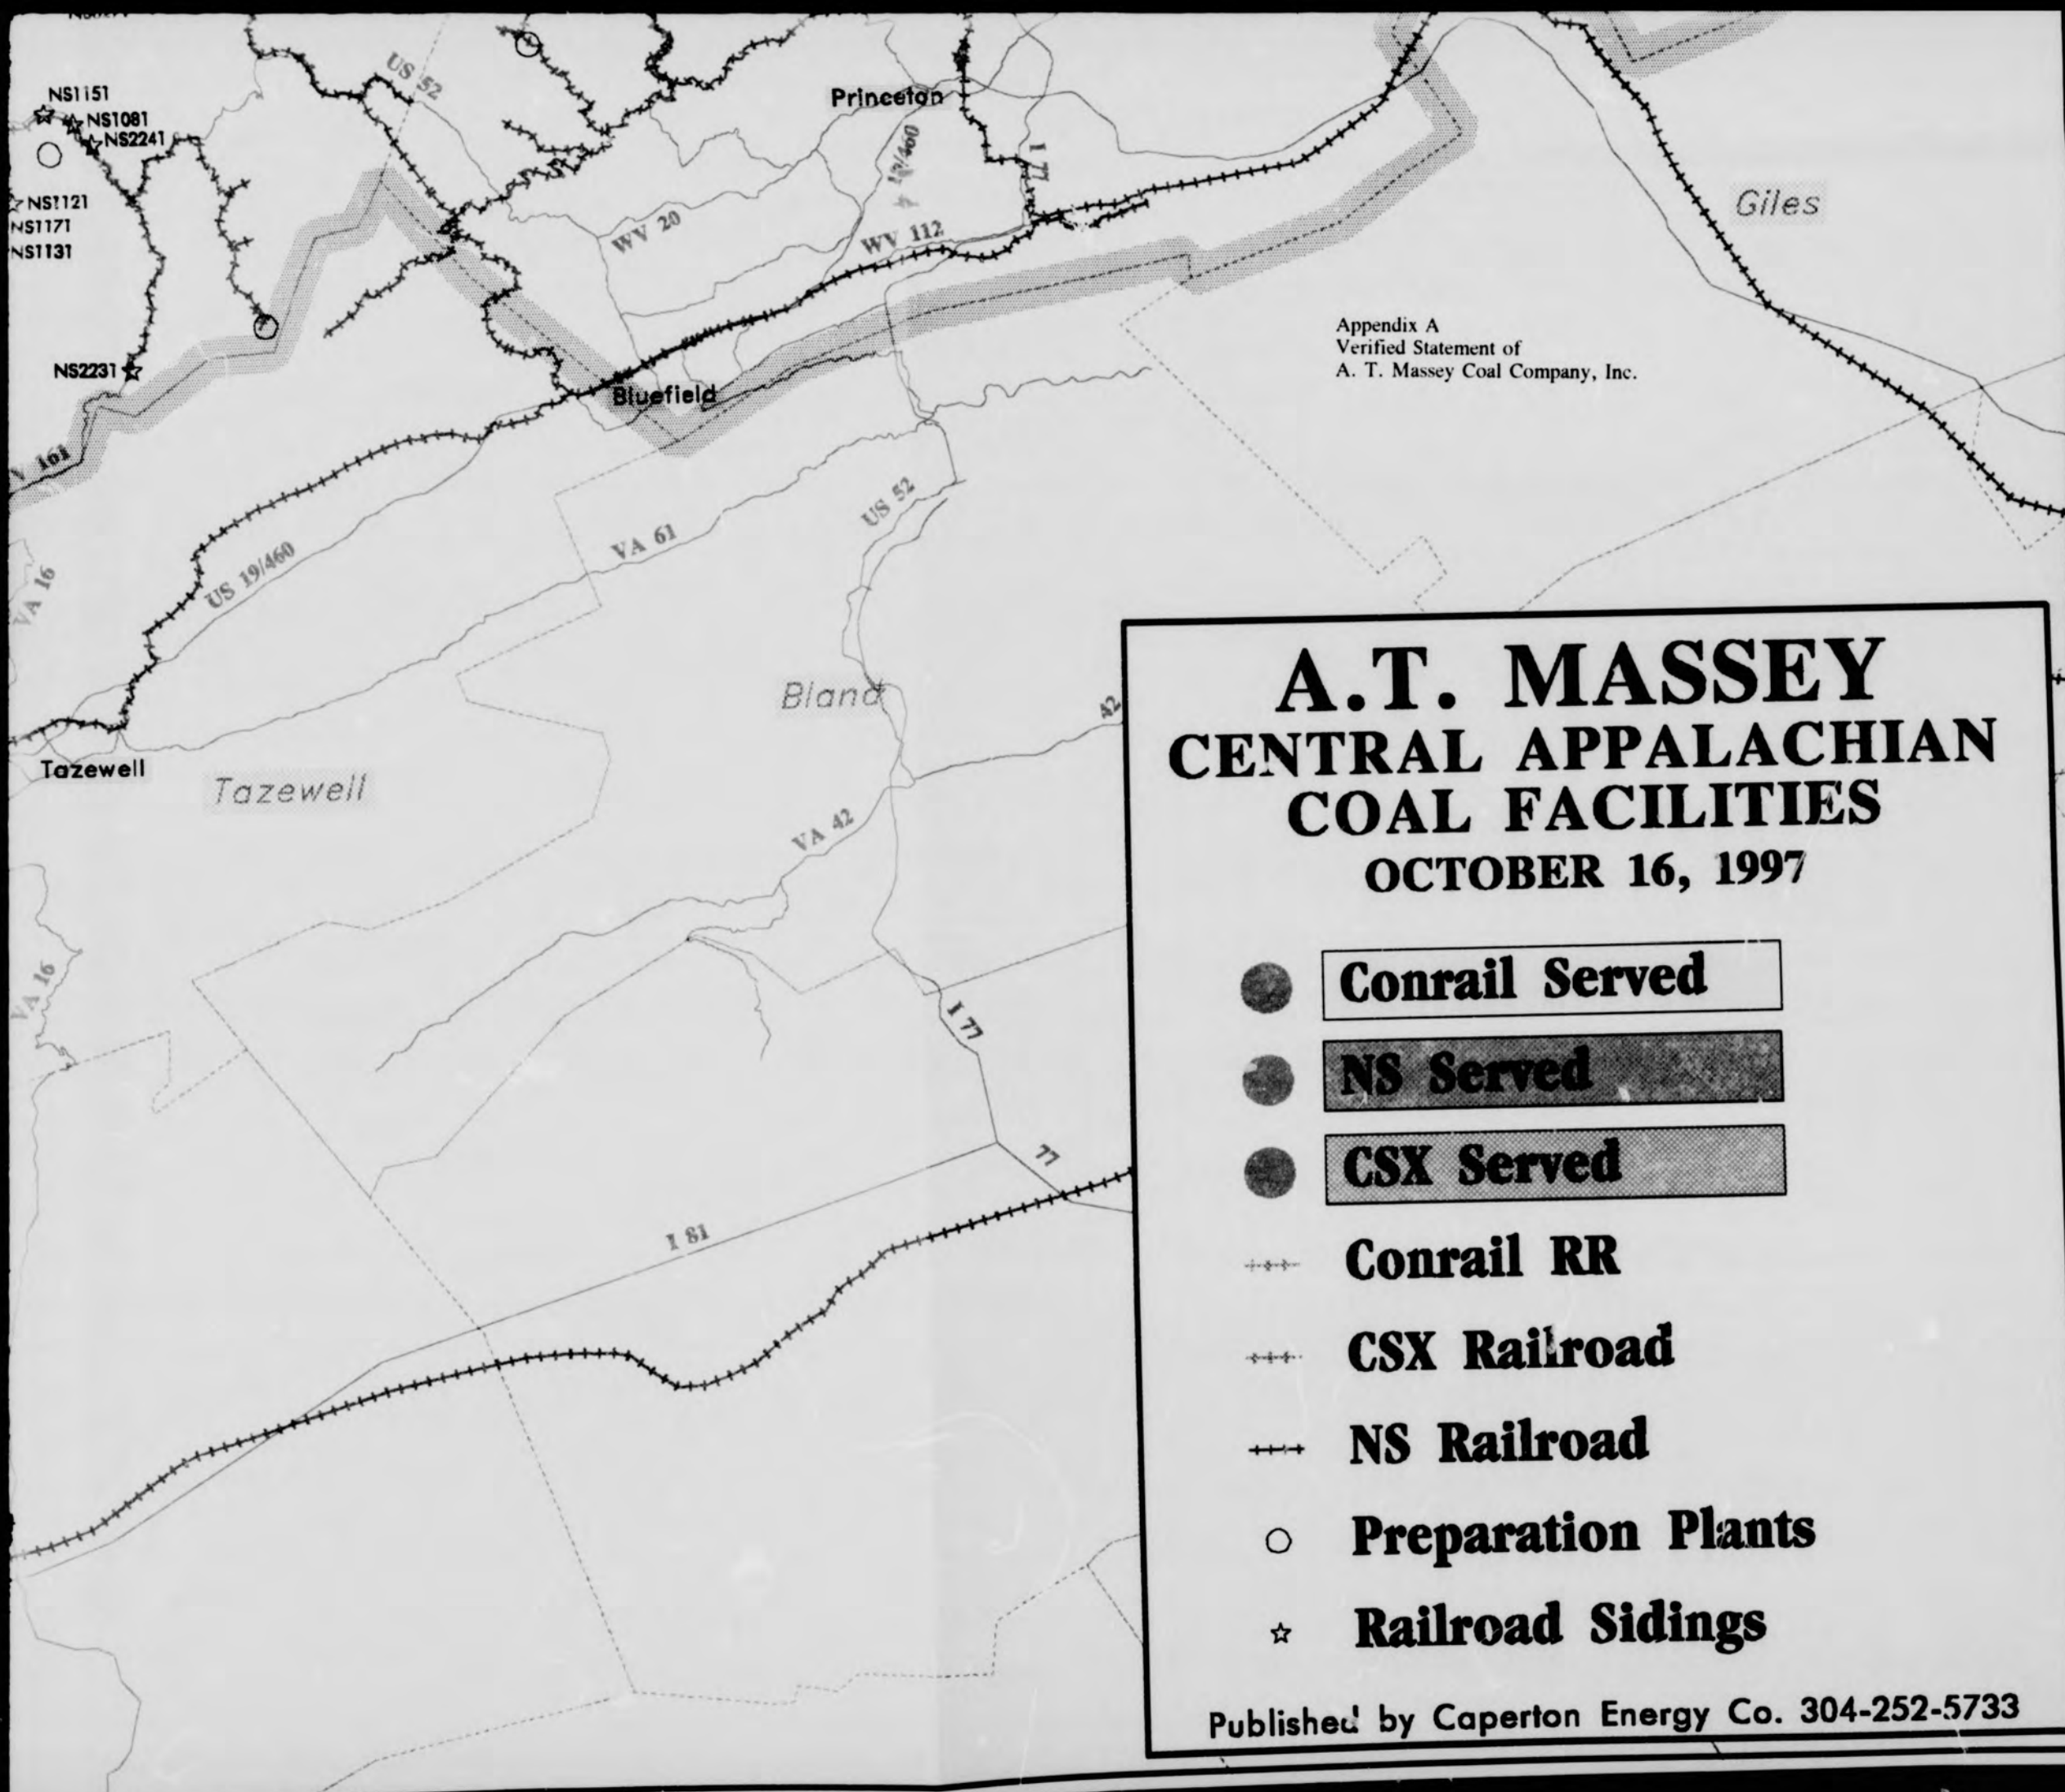 US 52
NS1151
NS1081
NS2241
Princeton
I 77
NS1121
NS1171
NS1131
Giles
WV 20
WV 112
Appendix A
Verified Statement of
A. T. Massey Coal Company, Inc.
NS2231
Bluefield
161
US 52
VA 61
US 19/460
VA 16
Bland
42
Tazewell
Tazewell
VA 42
VA 16
I 77
77
I 81
A.T. MASSEY
CENTRAL APPALACHIAN
COAL FACILITIES
OCTOBER 16, 1997
Conrail Served
NS Served
CSX Served
Conrail RR
CSX Railroad
NS Railroad
Preparation Plants
Railroad Sidings
Published by Caperton Energy Co. 304-252-5733